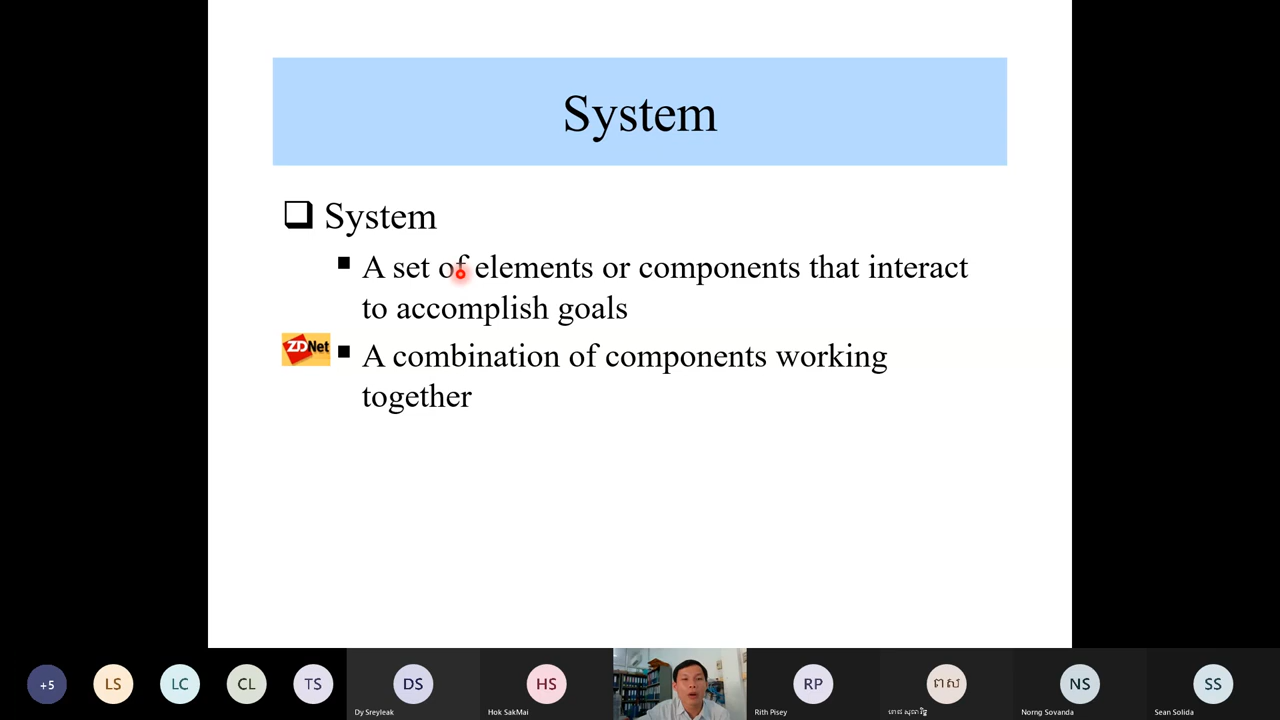 System
System
A set of elements or components that interact
to accomplish goals
ZDNet
A combination of components working
together
+5
LS
LC
CL
TS
DS
HS
RP
ពស
NS
SS
Dy Sreyleak
Hok SakMai
Rith Pisey
Norng Sovanda
Sean Solida